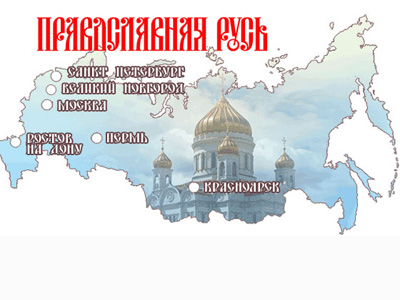 ПРАВОСЛАВНАЯ РУСЬ
САНКТ ПЕТЕРБУРГ
ВЕЛИКИЙ НОВГОРОД
МОСКВА
РОСТОВ
НА ДОНУ
ПЕРМЬ
КРАСНОЯРСК